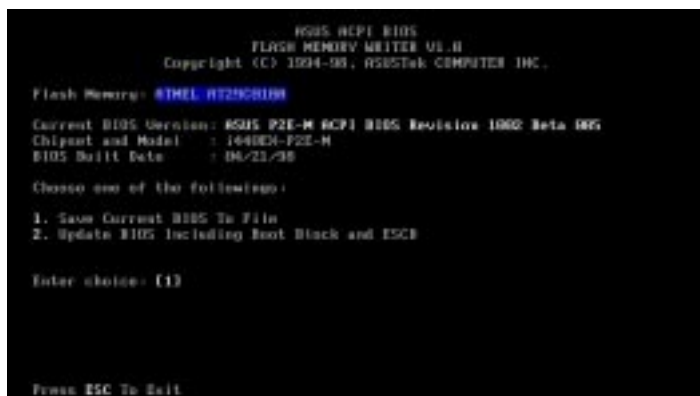 ASUS ACPI BIOS
FLASH MEMORY WRITER V1.8
Copyright (C) 1994-98, ASUSTek COMPUTER INC.
Flash Memory: ATMEL AT29C010A
Current BIOS Version: ASUS P2E-M ACPI BIOS Revision 1002 Beta 005
Chipset and Model : i440EX-P2E-M
BIOS Built Date : 04/21/98
Choose one of the followings:
1. Save Current BIOS To File
2. Update BIOS Including Boot Block and ESCD
Enter choice: [1]
Press ESC To Exit